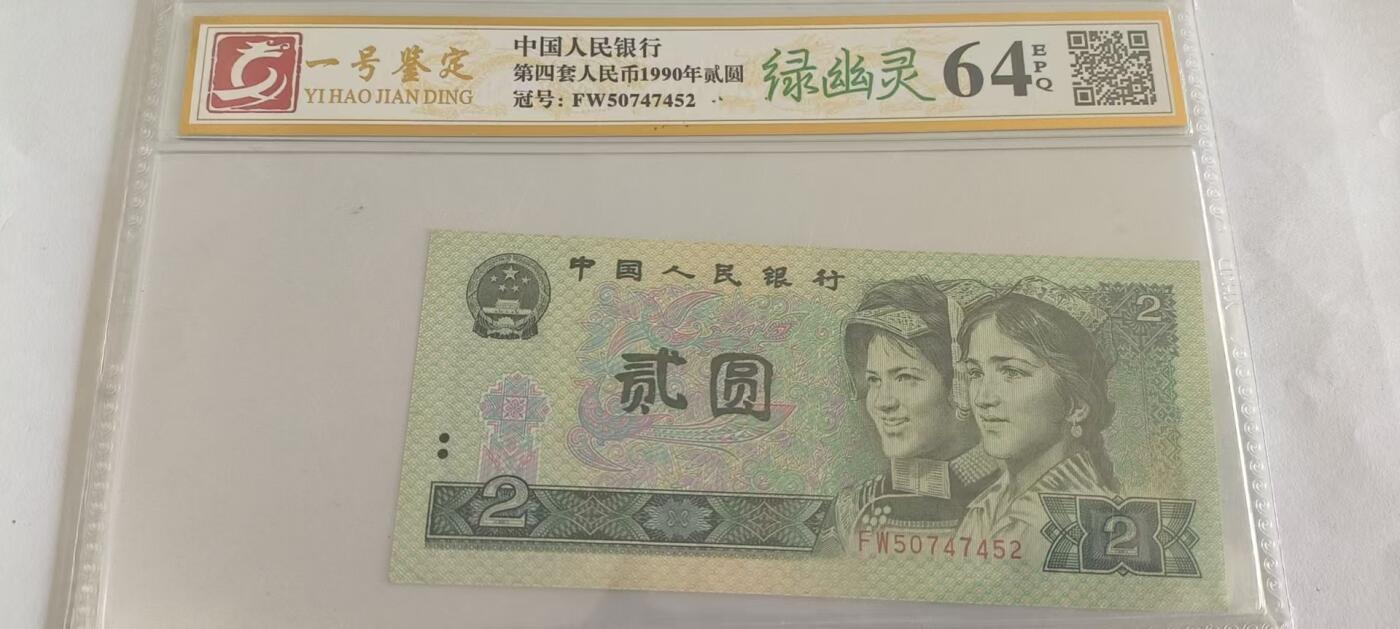 一号鉴定
YI HAO JIAN DING
中国人民银行
第四套人民币1990年贰圆
冠号: FW50747452
绿幽灵
64
EPQ
中国人民银行
2
贰圆
2
FW50747452
2